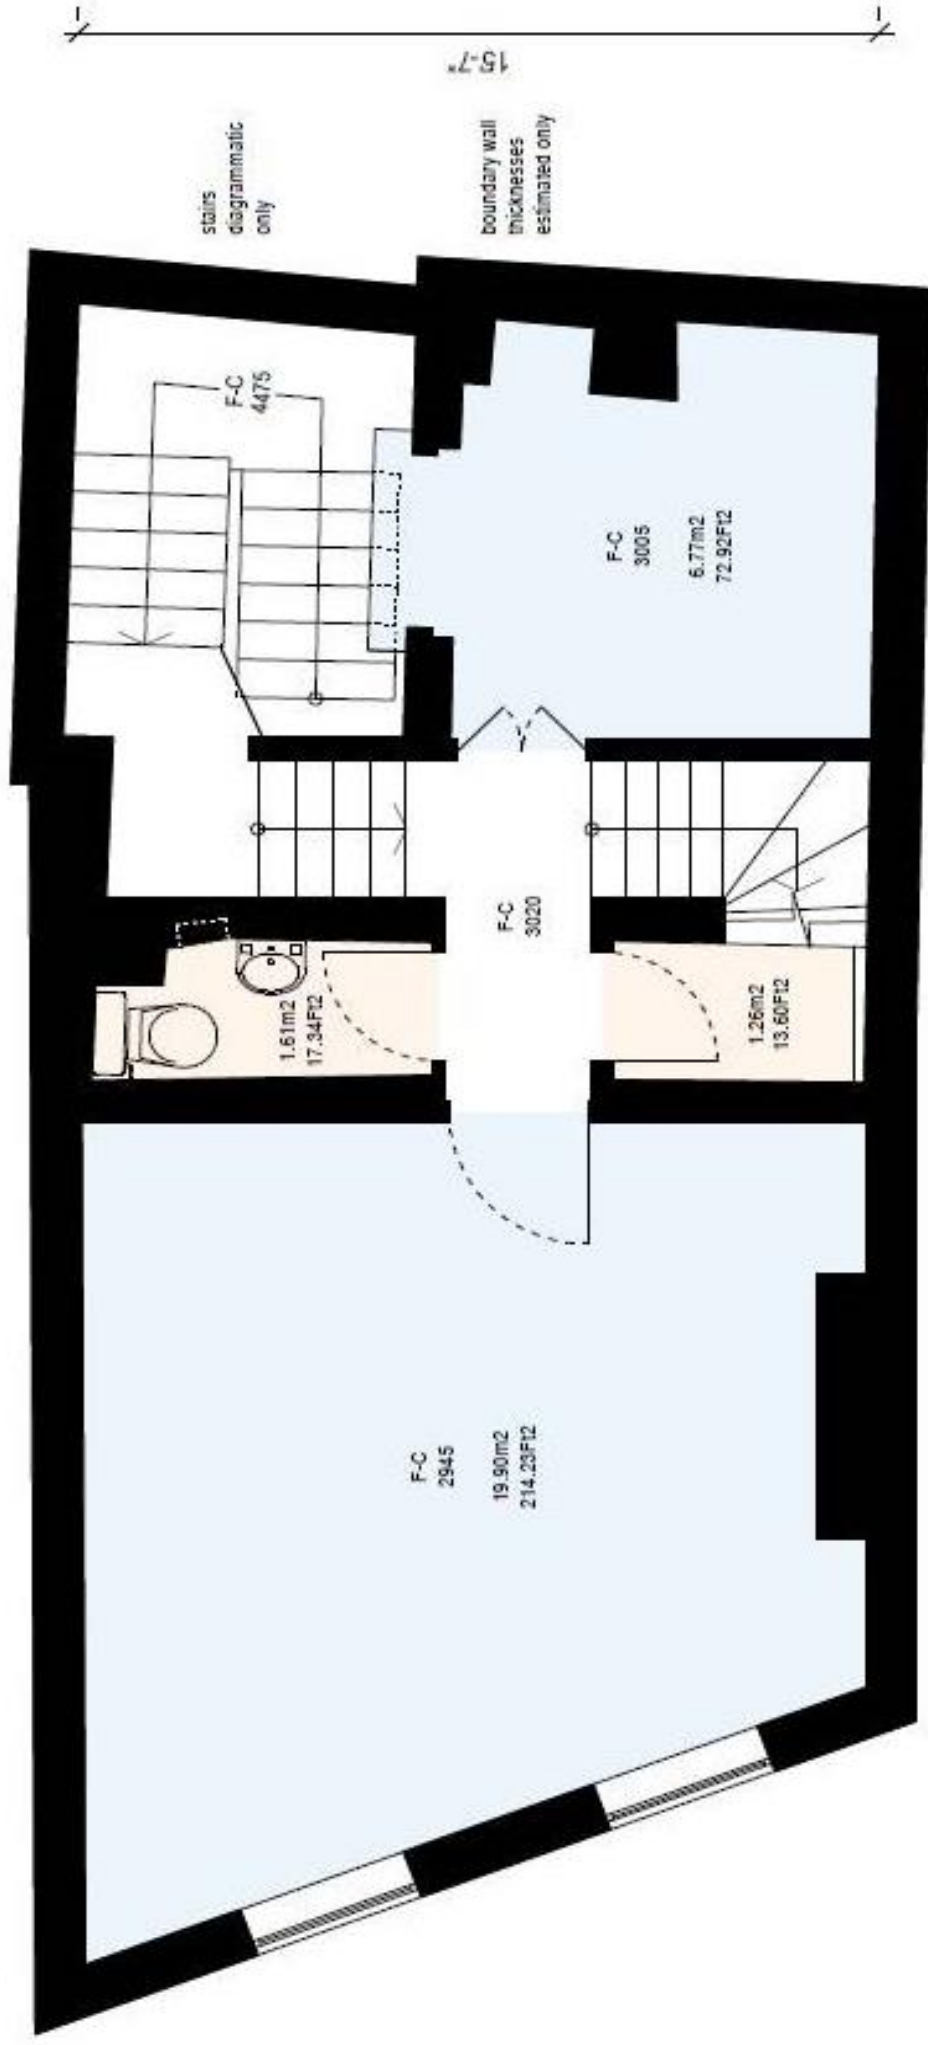 15'-7"
stairs
diagrammatic
only
boundary wall
thicknesses
estimated only
F-C
4475
F-C
3005
6.77m2
72.92Ft2
F-C
3020
1.61m2
17.34Ft2
1.26m2
13.60Ft2
F-C
2945
19.90m2
214.23Ft2